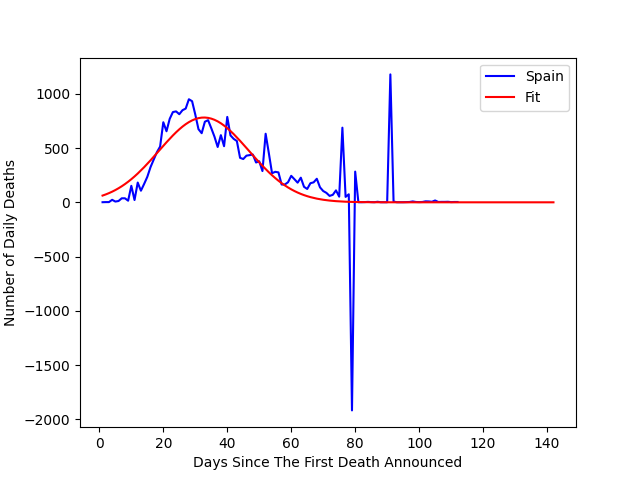 Spain
Fit
1000
500
0
−500
−1000
−1500
−2000
Number of Daily Deaths
0 20 40 60 80 100 120 140
Days Since The First Death Announced